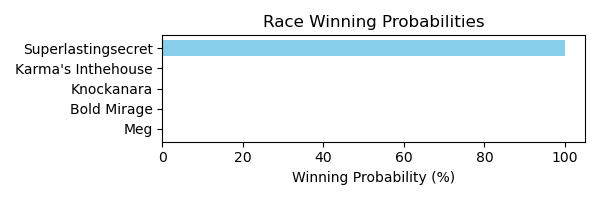 Race Winning Probabilities
Superlastingsecret
Karma's Inthehouse
Knockanara
Bold Mirage
Meg
0 20 40 60 80 100
Winning Probability (%)